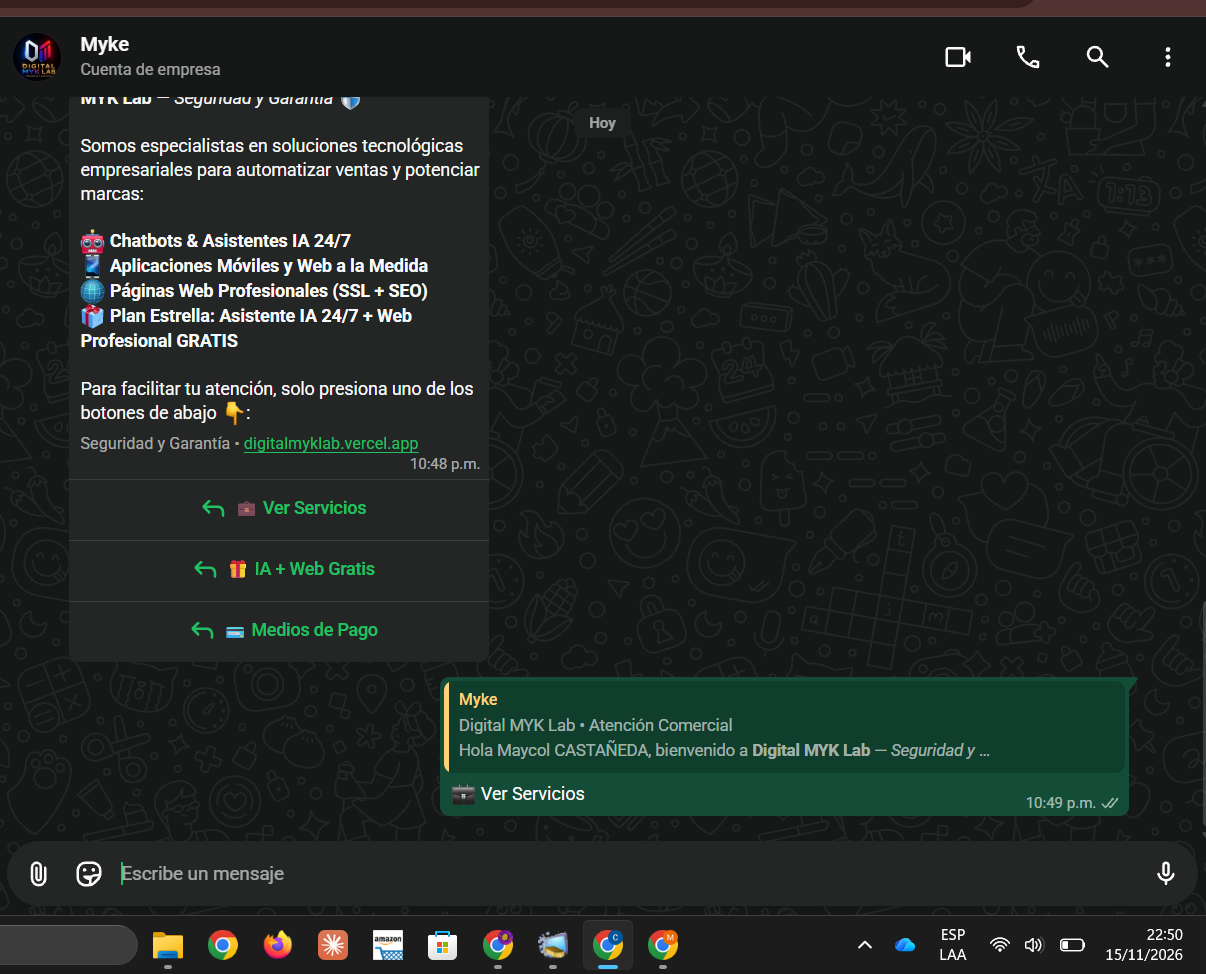 Myke
Cuenta de empresa
MYK Lab — Seguridad y Garantía
Hoy
Somos especialistas en soluciones tecnológicas
empresariales para automatizar ventas y potenciar
marcas:
Chatbots & Asistentes IA 24/7
Aplicaciones Móviles y Web a la Medida
Páginas Web Profesionales (SSL + SEO)
Plan Estrella: Asistente IA 24/7 + Web
Profesional GRATIS
Para facilitar tu atención, solo presiona uno de los
botones de abajo 👇:
Seguridad y Garantía • digitalmyklab.vercel.app
10:48 p.m.
Ver Servicios
IA + Web Gratis
Medios de Pago
Myke
Digital MYK Lab • Atención Comercial
Hola Maycol CASTAÑEDA, bienvenido a Digital MYK Lab — Seguridad y ...
Ver Servicios
10:49 p.m.
Escribe un mensaje
amazon
ESP
LAA
22:50
15/11/2026